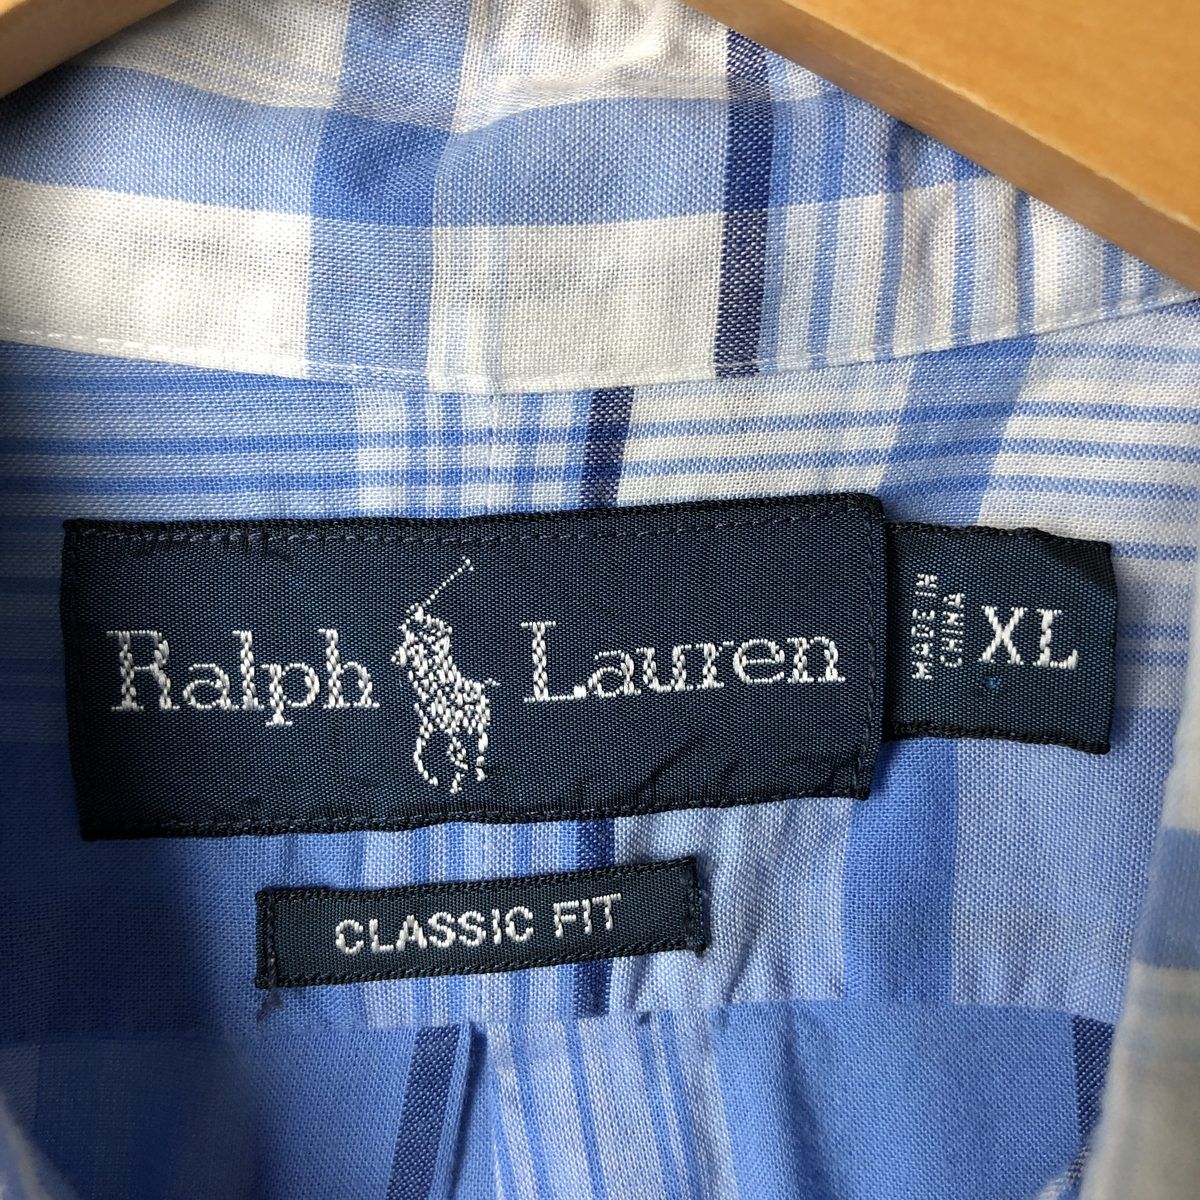 Ralph Lauren
MADE IN
CHINA
XL
CLASSIC FIT